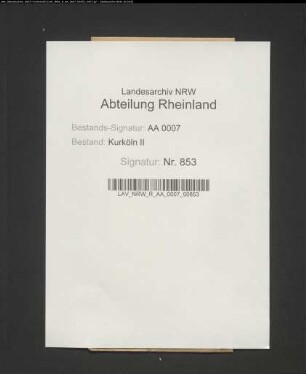 Landesarchiv NRW
Abteilung Rheinland
Bestands-Signatur: AA 0007
Bestand: Kurköln II
Signatur: Nr. 853
LAV_NRW_R_AA_0007_00853